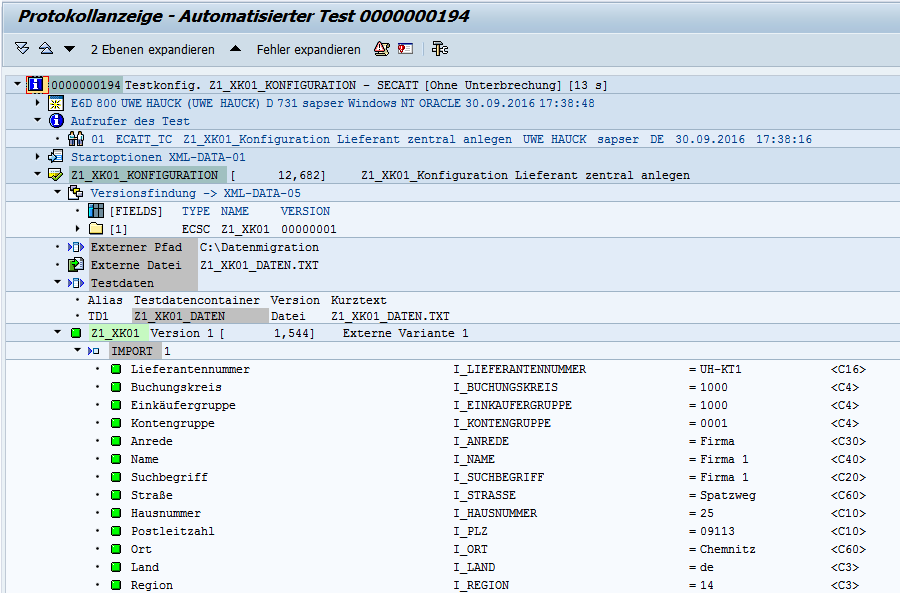 Protokollanzeige - Automatisierter Test 0000000194
2 Ebenen expandieren Fehler expandieren
0000000194 Testkonfig. Z1_XK01_KONFIGURATION - SECATT [Ohne Unterbrechung] [13 s]
E6D 800 UWE HAUCK (UWE HAUCK) D 731 sapser Windows NT ORACLE 30.09.2016 17:38:48
Aufrufer des Test
01 ECATT_TC Z1_XK01_Konfiguration Lieferant zentral anlegen UWE HAUCK sapser DE 30.09.2016 17:38:16
Startoptionen XML-DATA-01
Z1_XK01_KONFIGURATION [ 12,682] Z1_XK01_Konfiguration Lieferant zentral anlegen
Versionsfindung -> XML-DATA-05
[FIELDS] TYPE NAME VERSION
[1] ECSC Z1_XK01 00000001
Externer Pfad C:\Datenmigration
Externe Datei Z1_XK01_DATEN.TXT
Testdaten
Alias Testdatencontainer Version Kurztext
TD1 Z1_XK01_DATEN Datei Z1_XK01_DATEN.TXT
Z1_XK01 Version 1 [ 1,544] Externe Variante 1
IMPORT 1
Lieferantennummer I_LIEFERANTENNUMMER = UH-KT1 <C16>
Buchungskreis I_BUCHUNGSKREIS = 1000 <C4>
Einkäufergruppe I_EINKAUFERGRUPPE = 1000 <C4>
Kontengruppe I_KONTENGRUPPE = 0001 <C4>
Anrede I_ANREDE = Firma <C30>
Name I_NAME = Firma 1 <C40>
Suchbegriff I_SUCHBEGRIFF = Firma 1 <C20>
Straße I_STRASSE = Spatzweg <C60>
Hausnummer I_HAUSNUMMER = 25 <C10>
Postleitzahl I_PLZ = 09113 <C10>
Ort I_ORT = Chemnitz <C60>
Land I_LAND = de <C3>
Region I_REGION = 14 <C3>